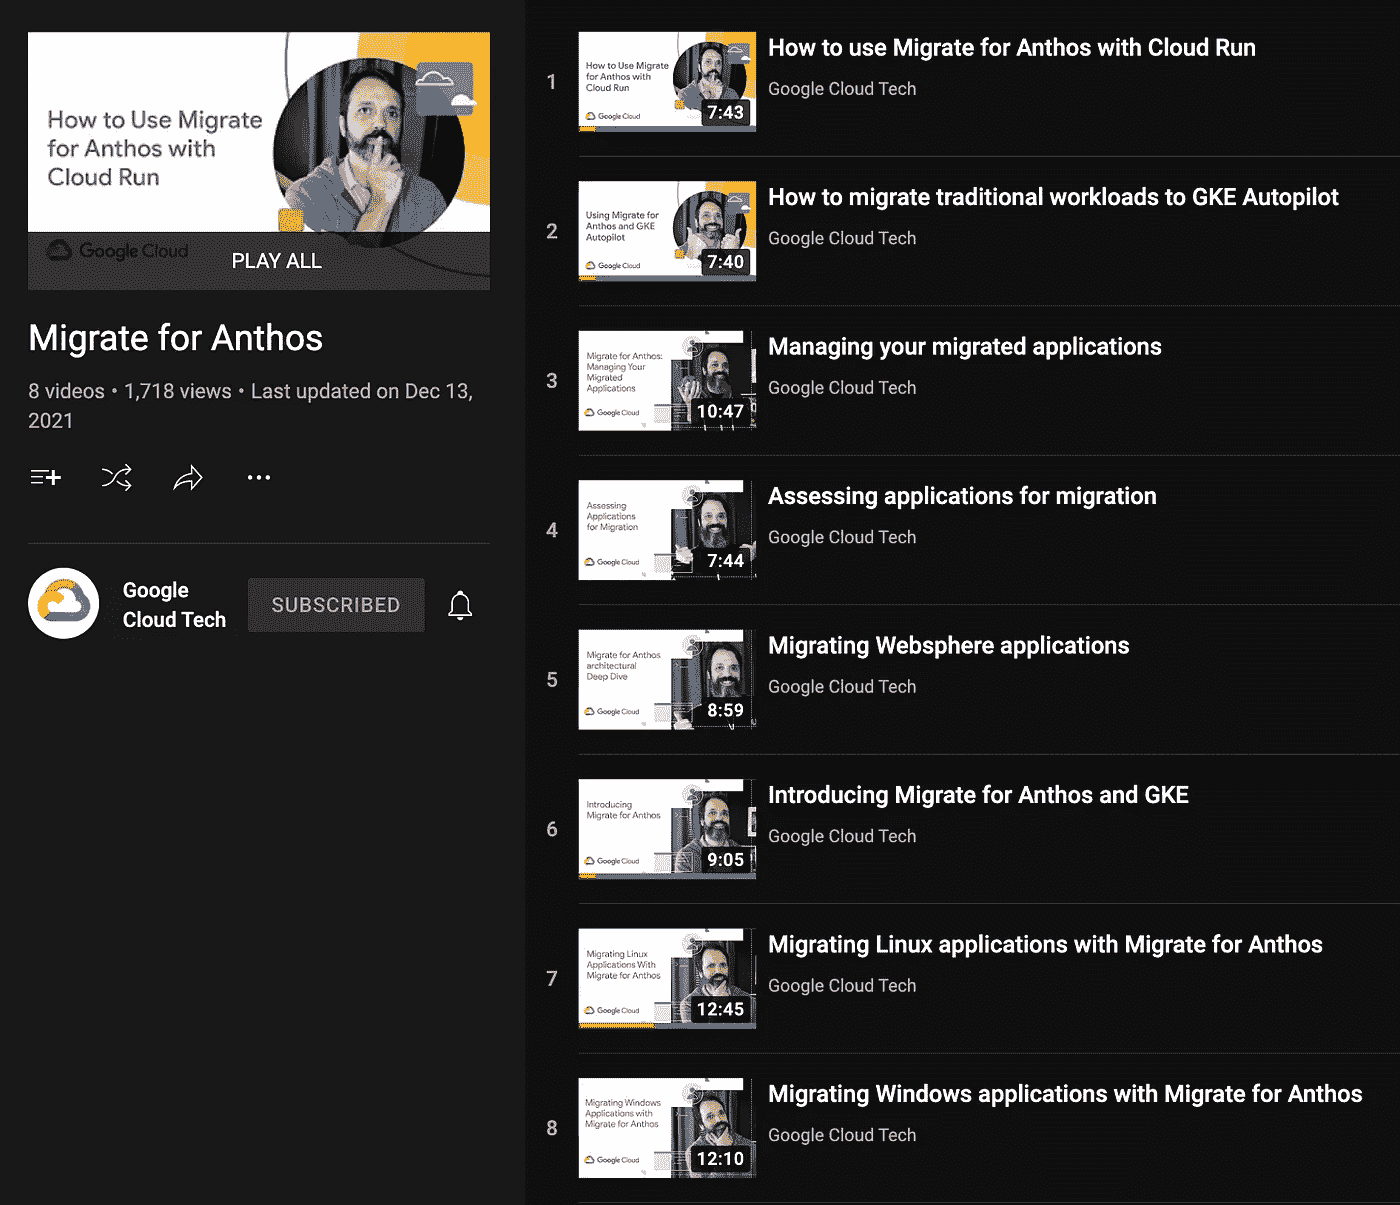 How to Use Migrate
for Anthos with
Cloud Run
Google Cloud
PLAY ALL
Migrate for Anthos
8 videos • 1,718 views • Last updated on Dec 13,
2021
Google
Cloud Tech
SUBSCRIBED
1
How to Use Migrate
for Anthos with
Cloud Run
Google Cloud
7:43
How to use Migrate for Anthos with Cloud Run
Google Cloud Tech
2
Using Migrate for
Anthos and GKE
Autopilot
Google Cloud
7:40
How to migrate traditional workloads to GKE Autopilot
Google Cloud Tech
3
Migrate for Anthos:
Managing Your
Migrated
Applications
Google Cloud
10:47
Managing your migrated applications
Google Cloud Tech
4
Assessing
Applications
for Migration
Google Cloud
7:44
Assessing applications for migration
Google Cloud Tech
5
Migrate for Anthos
architectural
Deep Dive
Google Cloud
8:59
Migrating Websphere applications
Google Cloud Tech
6
Introducing
Migrate for Anthos
Google Cloud
9:05
Introducing Migrate for Anthos and GKE
Google Cloud Tech
7
Migrating Linux
Applications With
Migrate for Anthos
Google Cloud
12:45
Migrating Linux applications with Migrate for Anthos
Google Cloud Tech
8
Migrating Windows
Applications with
Migrate for Anthos
Google Cloud
12:10
Migrating Windows applications with Migrate for Anthos
Google Cloud Tech